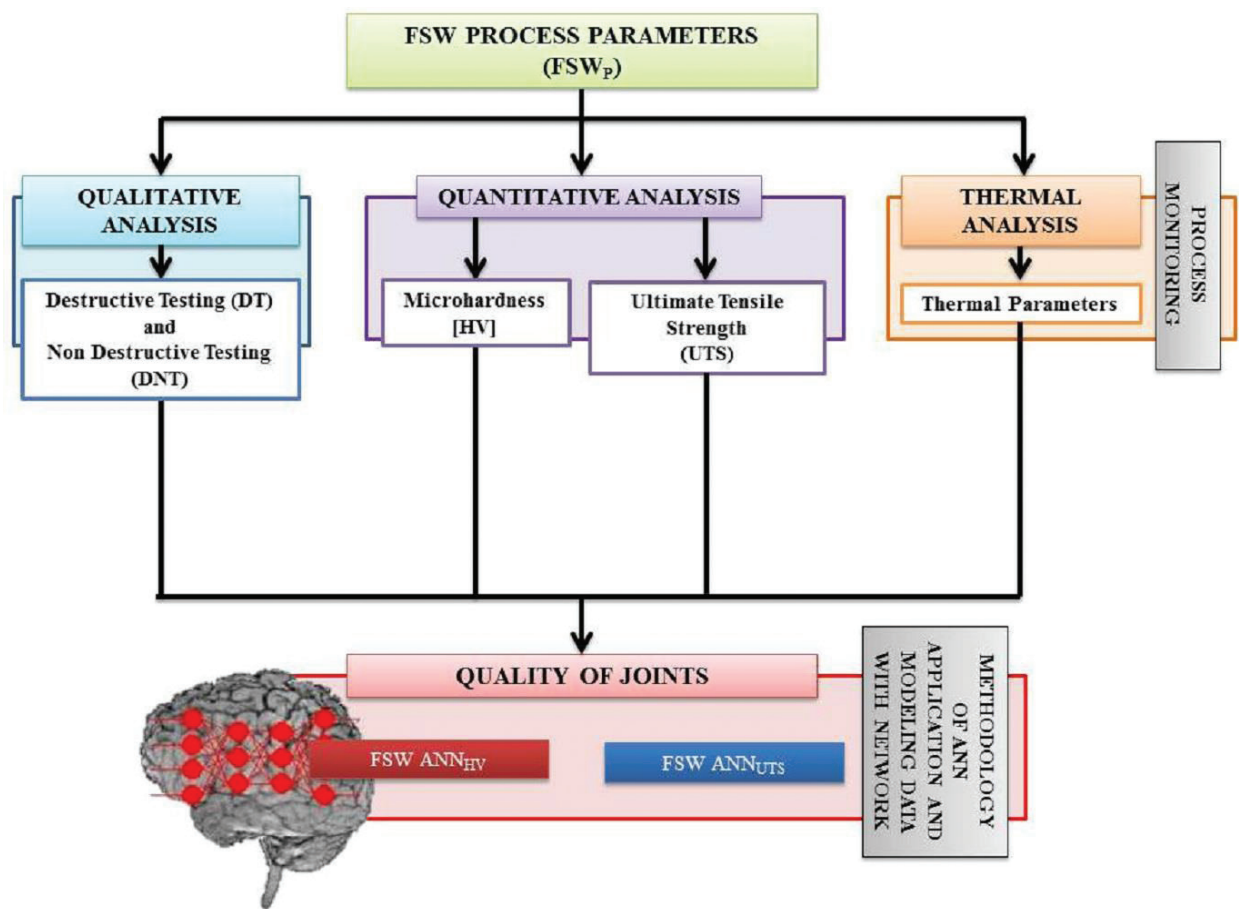 FSW PROCESS PARAMETERS
(FSWP)
QUALITATIVE
ANALYSIS
Destructive Testing (DT)
and
Non Destructive Testing
(DNT)
QUANTITATIVE ANALYSIS
Microhardness
[HV]
Ultimate Tensile
Strength
(UTS)
THERMAL
ANALYSIS
Thermal Parameters
PROCESS
MONITORING
QUALITY OF JOINTS
FSW ANNHV
FSW ANNUTS
METHODOLOGY
OF ANN
APPLICATION AND
MODELING DATA
WITH NETWORK